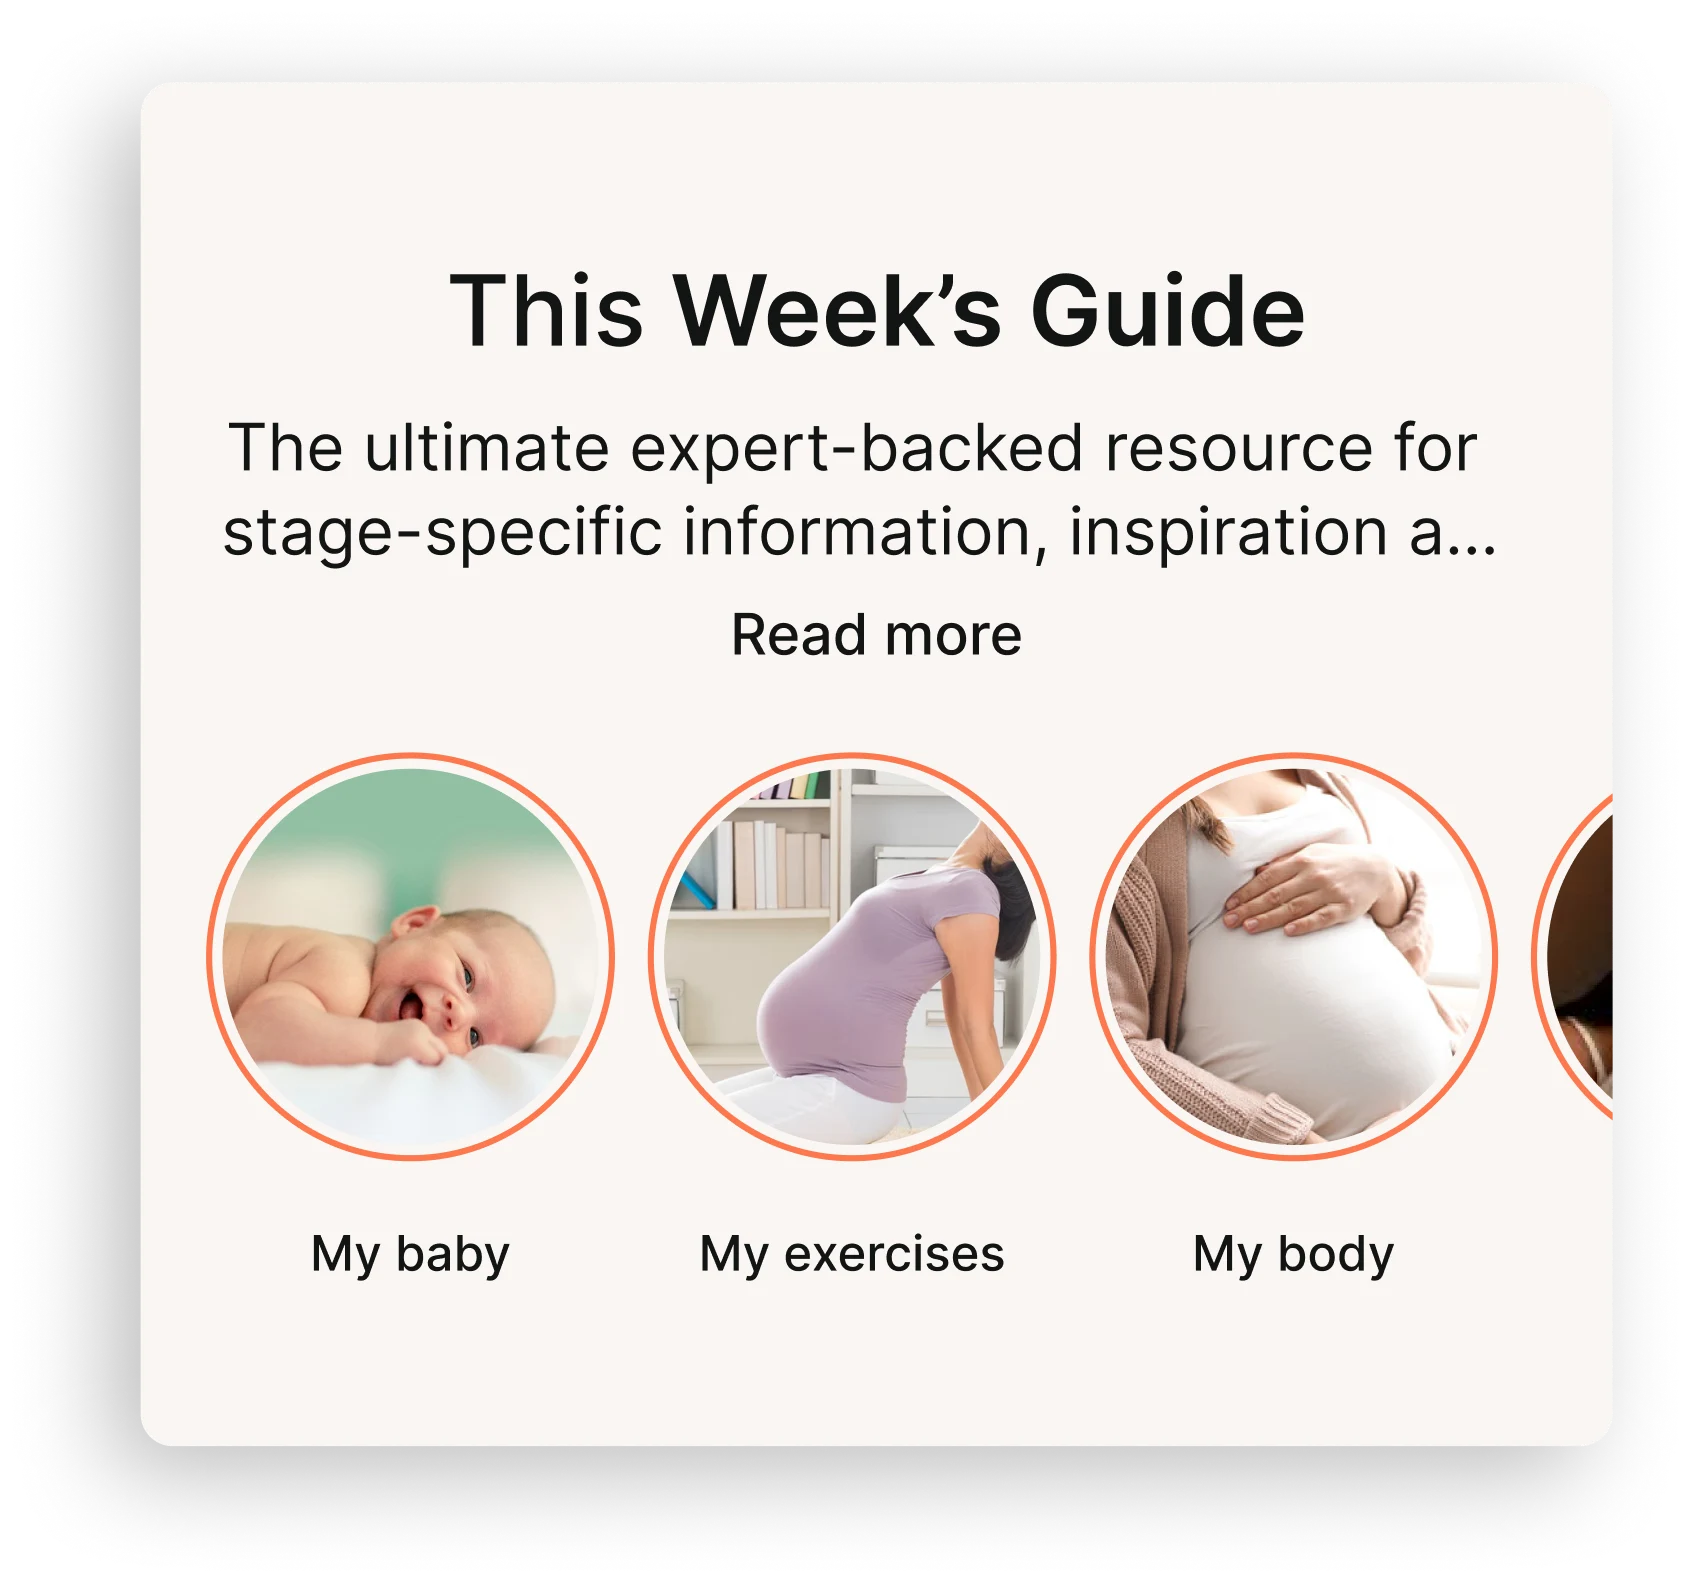 This Week’s Guide
The ultimate expert-backed resource for
stage-specific information, inspiration a...
Read more
My baby
My exercises
My body